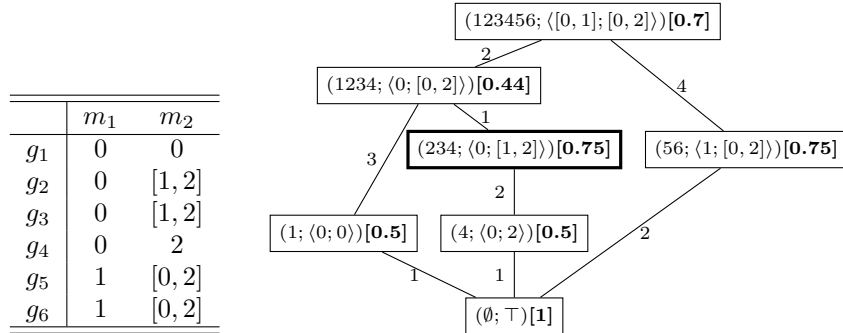 m₁ m₂
g₁ 0 0
g₂ 0 [1, 2]
g₃ 0 [1, 2]
g₄ 0 2
g₅ 1 [0, 2]
g₆ 1 [0, 2]
(123456; ⟨[0, 1]; [0, 2]⟩)[0.7]
2
4
(1234; ⟨0; [0, 2]⟩)[0.44]
1
3
(234; ⟨0; [1, 2]⟩)[0.75]
(56; ⟨1; [0, 2]⟩)[0.75]
2
(1; ⟨0; 0⟩)[0.5]
(4; ⟨0; 2⟩)[0.5]
2
1
1
(∅; ⊤)[1]